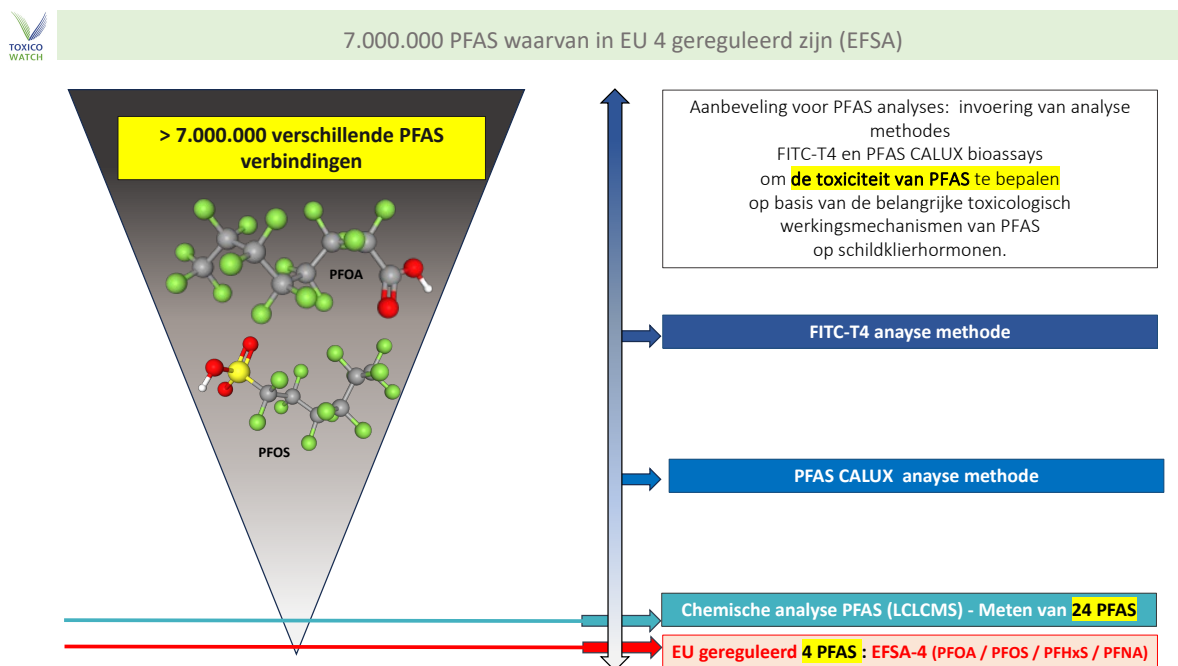 TOXICO
WATCH
7.000.000 PFAS waarvan in EU 4 gereguleerd zijn (EFSA)
> 7.000.000 verschillende PFAS
verbindingen
PFOA
PFOS
Aanbeveling voor PFAS analyses: invoering van analyse
methodes
FITC-T4 en PFAS CALUX bioassays
om de toxiciteit van PFAS te bepalen
op basis van de belangrijke toxicologisch
werkingsmechanismen van PFAS
op schildklierhormonen.
FITC-T4 anayse methode
PFAS CALUX anayse methode
Chemische analyse PFAS (LCLCMS) - Meten van 24 PFAS
EU gereguleerd 4 PFAS : EFSA-4 (PFOA / PFOS / PFHxS / PFNA)